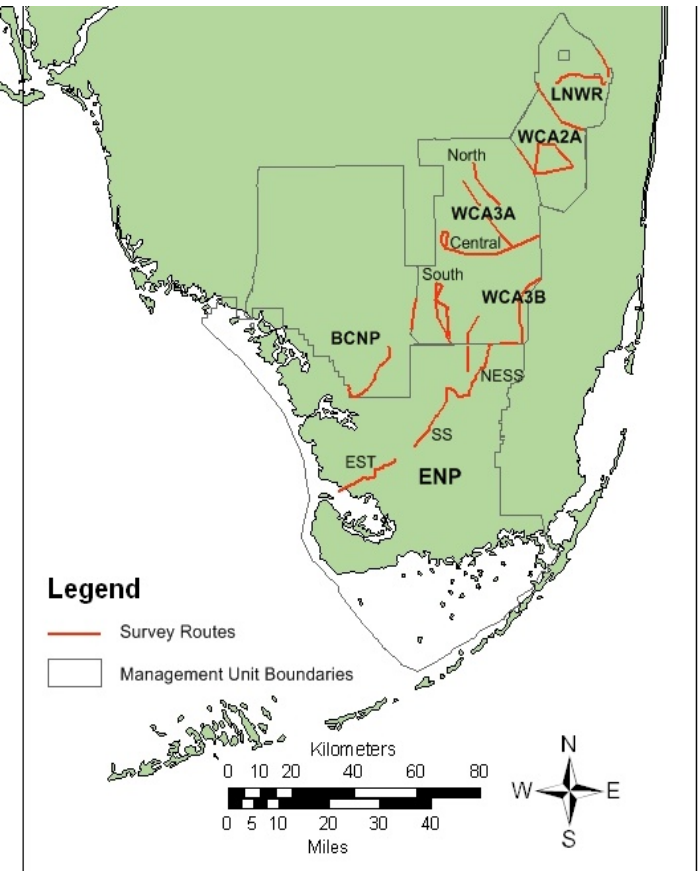 LNWR
WCA2A
North
WCA3A
Central
South
WCA3B
BCNP
NESS
SS
EST
ENP
Legend
Survey Routes
Management Unit Boundaries
Kilometers
0 10 20 40 60 80
0 5 10 20 30 40
Miles
N
W E
S